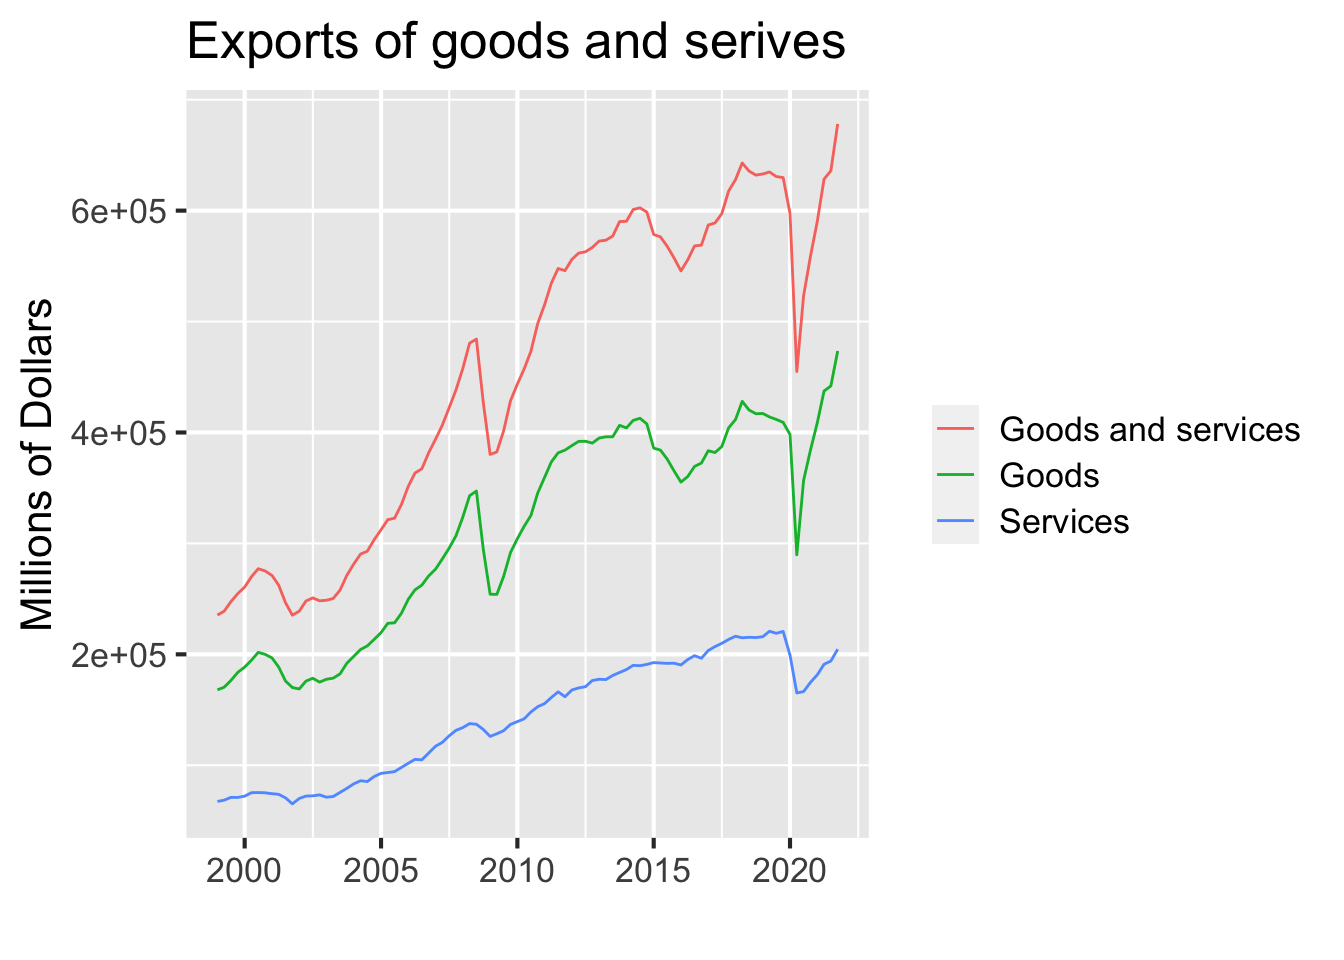 Exports of goods and serives
Millions of Dollars
6e+05
4e+05
2e+05
2000 2005 2010 2015 2020
Goods and services
Goods
Services